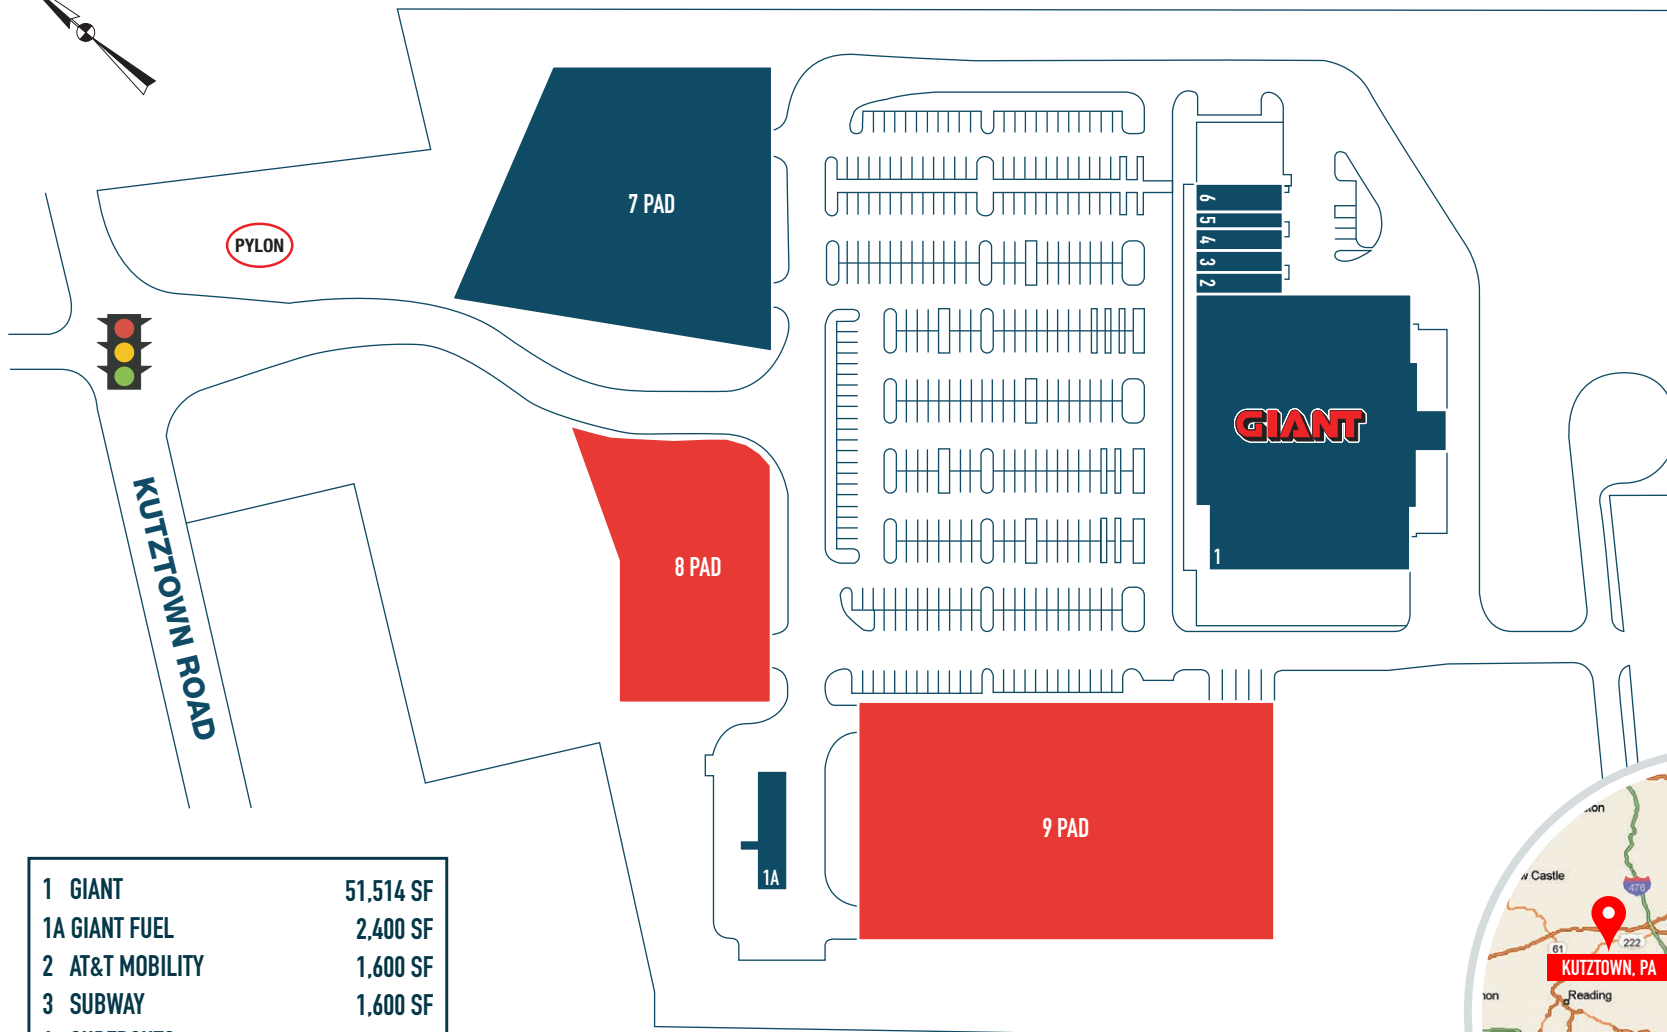 7 PAD
PYLON
6
5
4
3
2
GIANT
1
8 PAD
KUTZTOWN ROAD
9 PAD
1A
1 GIANT 51,514 SF
1A GIANT FUEL 2,400 SF
2 AT&T MOBILITY 1,600 SF
3 SUBWAY 1,600 SF
w Castle
476
61
222
KUTZTOWN, PA
Reading